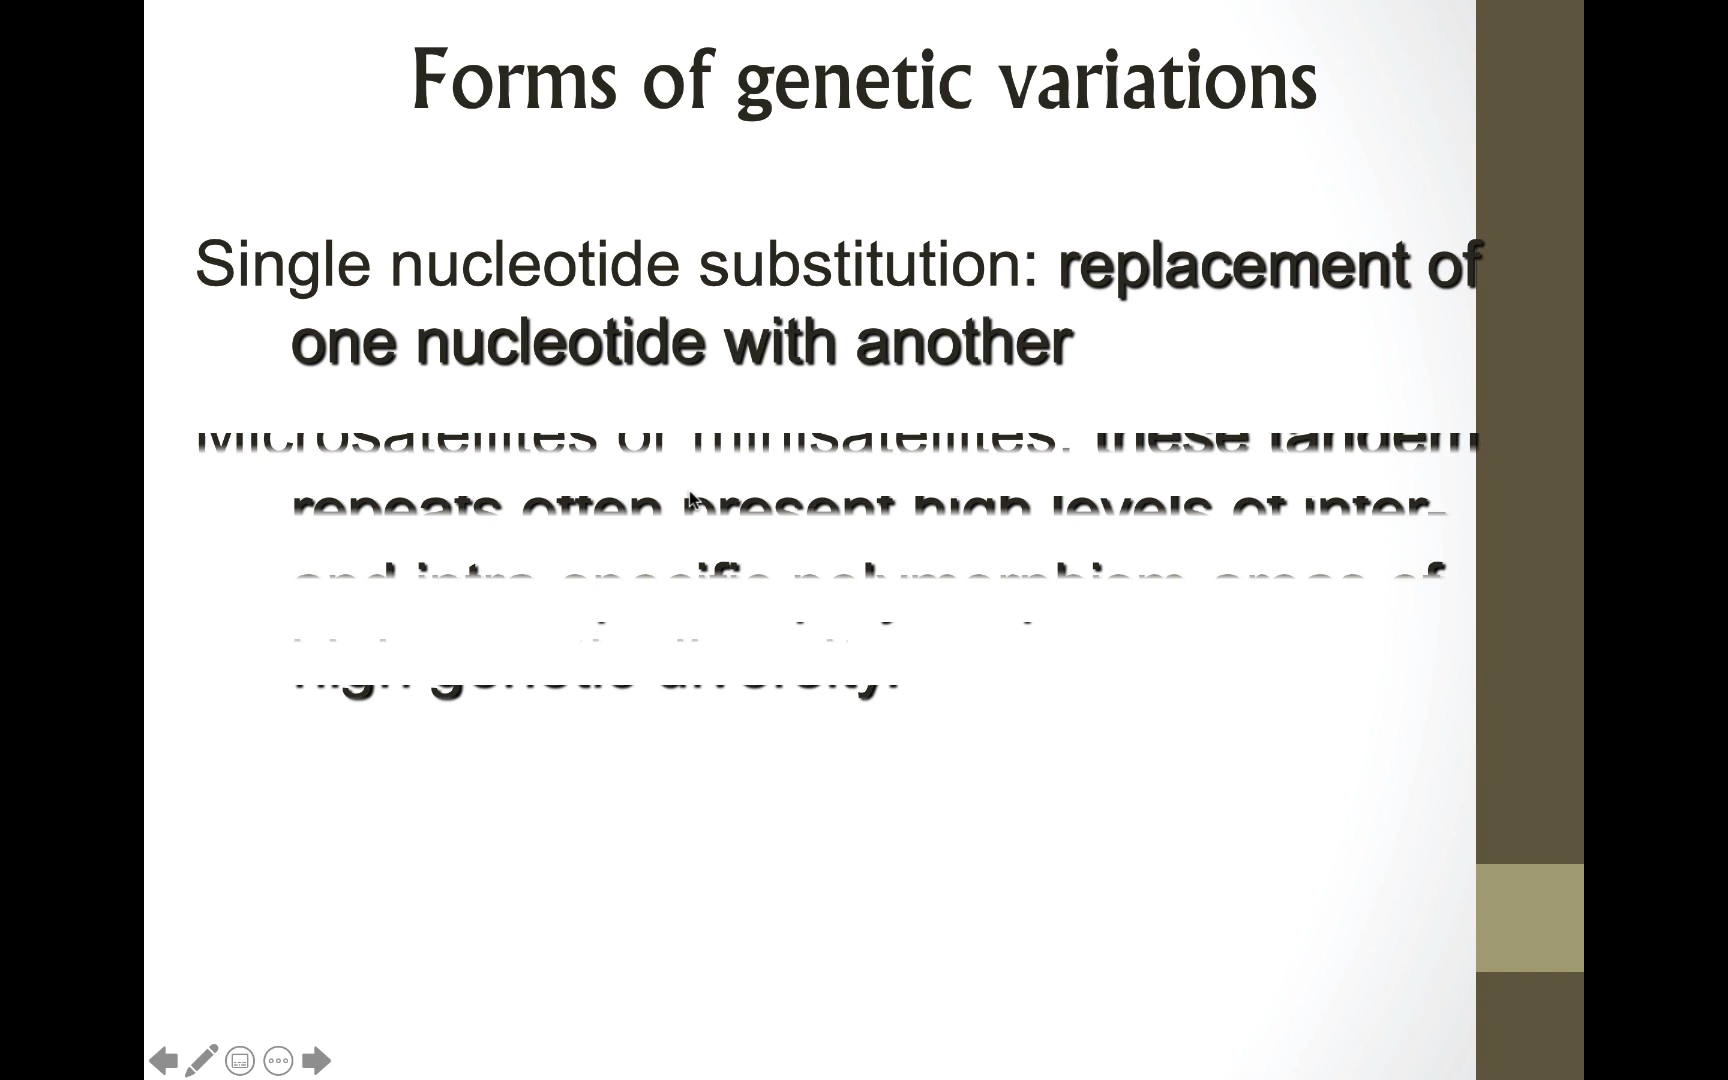 Forms of genetic variations
Single nucleotide substitution: replacement of
one nucleotide with another
Microsatellites or minisatellites: these tandem
repeats often present high levels of inter-
and intra-specific polymorphism areas of
high genetic diversity.